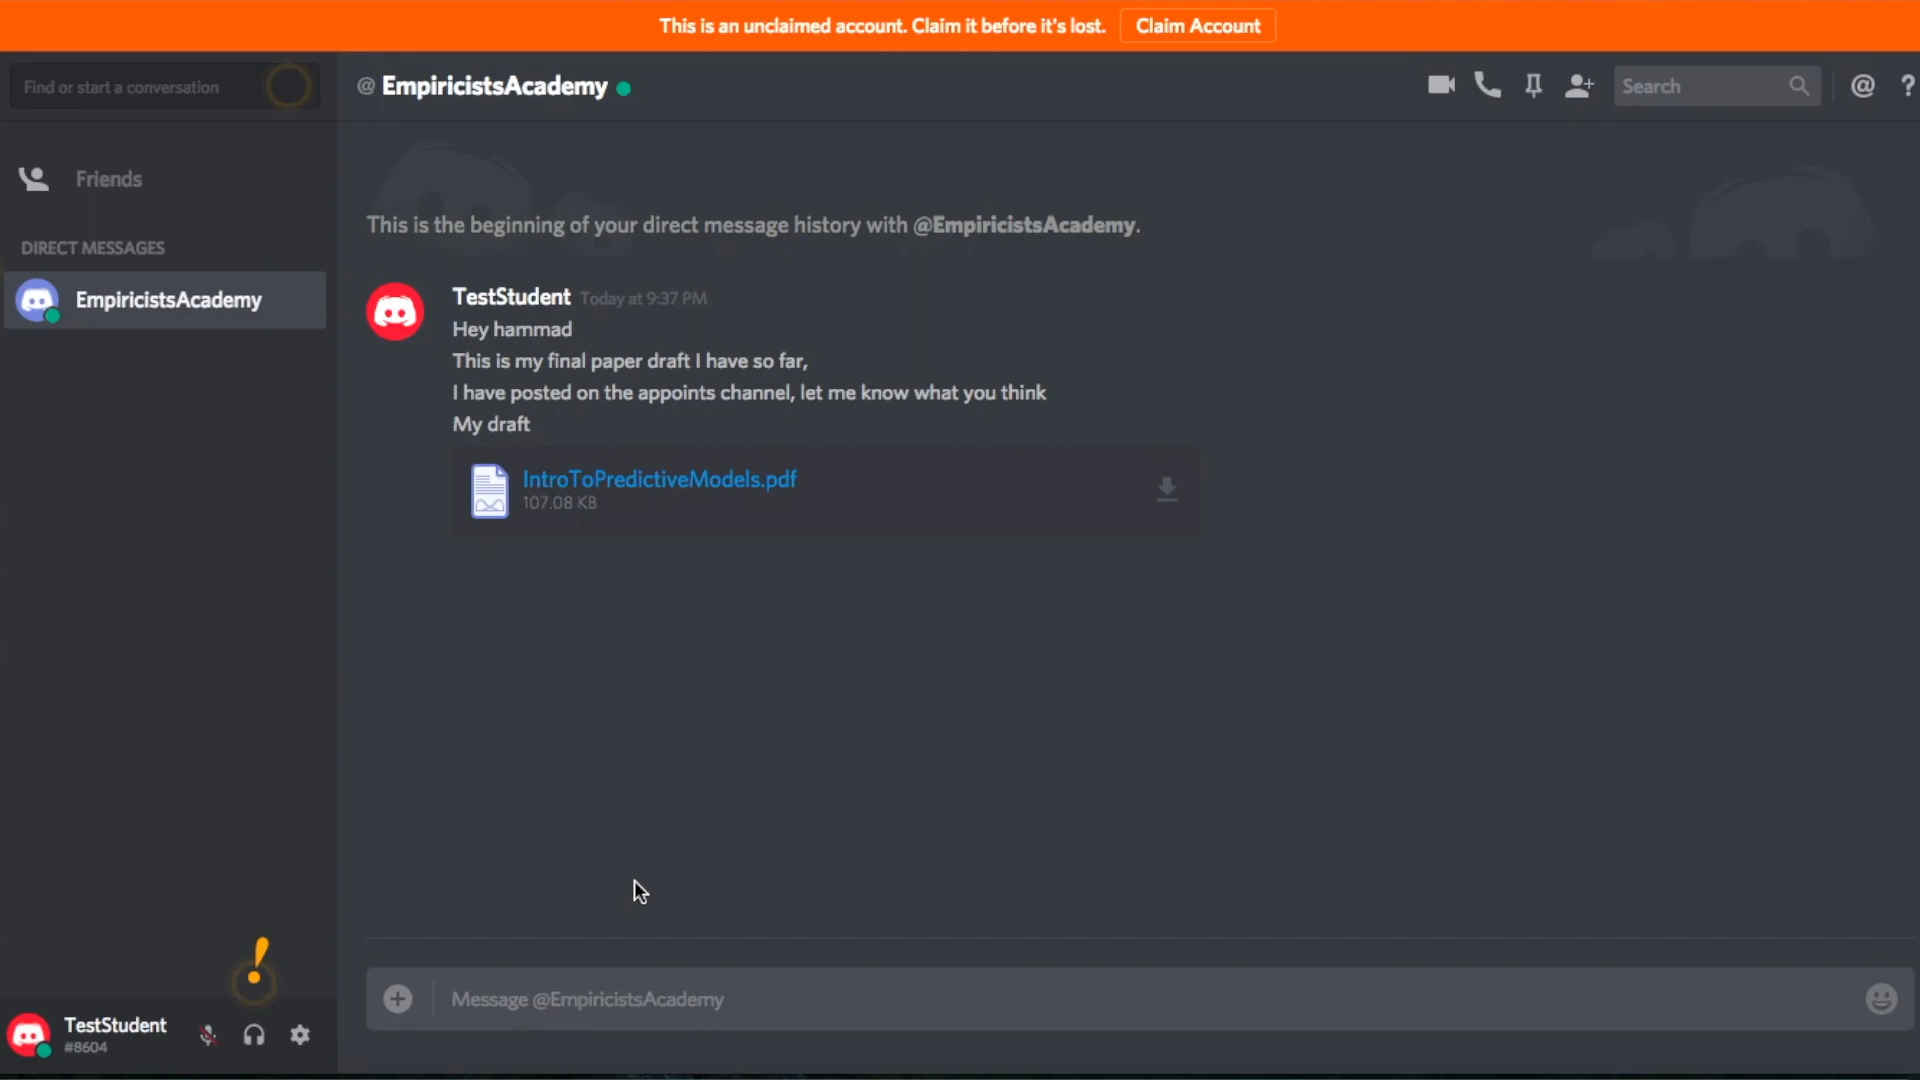 This is an unclaimed account. Claim it before it's lost. Claim Account
Find or start a conversation
@ EmpiricistsAcademy
Search
@ ?
Friends
This is the beginning of your direct message history with @EmpiricistsAcademy.
DIRECT MESSAGES
EmpiricistsAcademy
TestStudent Today at 9:37 PM
Hey hammad
This is my final paper draft I have so far,
I have posted on the appoints channel, let me know what you think
My draft
IntroToPredictiveModels.pdf
107.08 KB
!
Message @EmpiricistsAcademy
TestStudent
#8604